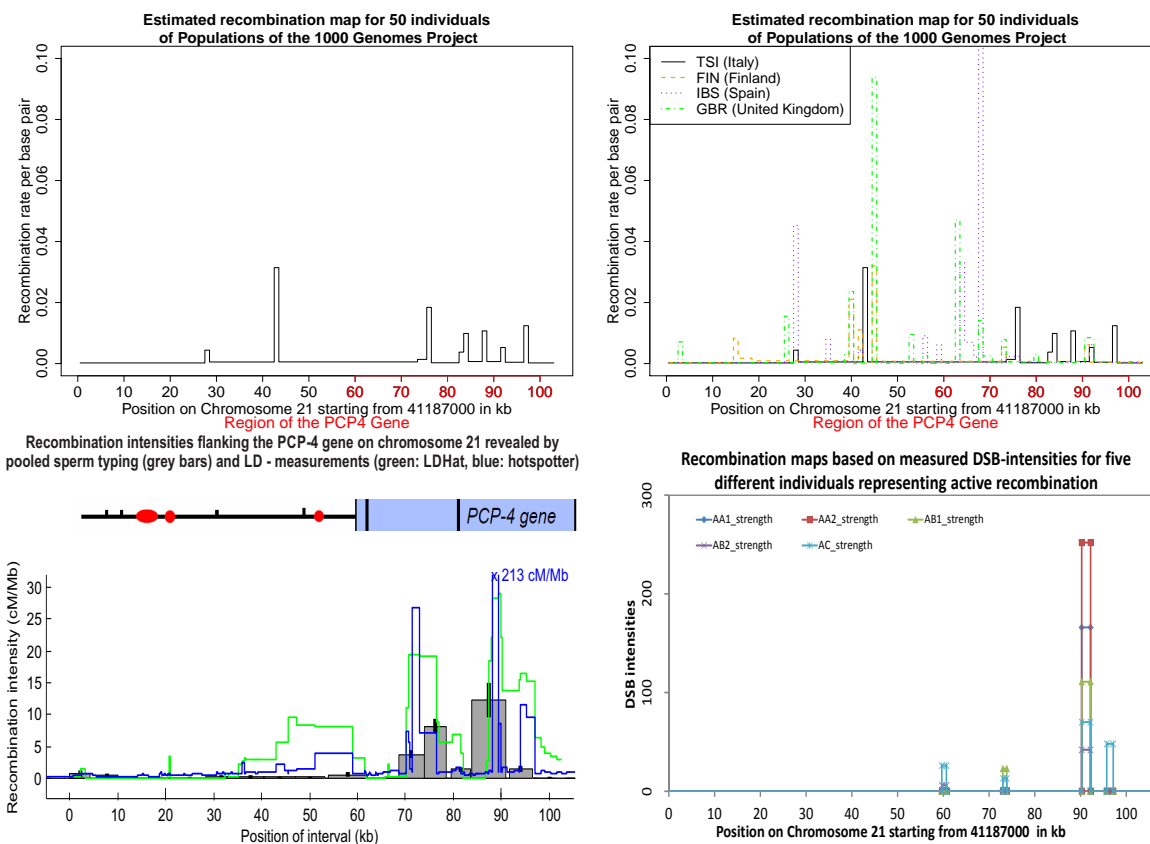 Estimated recombination map for 50 individuals
of Populations of the 1000 Genomes Project
Recombination rate per base pair
0.10
0.08
0.06
0.04
0.02
0.00
0 10 20 30 40 50 60 70 80 90 100
Position on Chromosome 21 starting from 41187000 in kb
Region of the PCP4 Gene
Estimated recombination map for 50 individuals
of Populations of the 1000 Genomes Project
Recombination rate per base pair
0.10
0.08
0.06
0.04
0.02
0.00
TSI (Italy)
FIN (Finland)
IBS (Spain)
GBR (United Kingdom)
0 10 20 30 40 50 60 70 80 90 100
Position on Chromosome 21 starting from 41187000 in kb
Region of the PCP4 Gene
Recombination intensities flanking the PCP-4 gene on chromosome 21 revealed by
pooled sperm typing (grey bars) and LD - measurements (green: LDHat, blue: hotspotter)
PCP-4 gene
x 213 cM/Mb
Recombination intensity (cM/Mb)
30
25
20
15
10
5
0
0 10 20 30 40 50 60 70 80 90 100
Position of interval (kb)
Recombination maps based on measured DSB-intensities for five
different individuals representing active recombination
300
200
100
0
DSB intensities
AA1_strength AA2_strength AB1_strength
AB2_strength AC_strength
0 10 20 30 40 50 60 70 80 90 100
Position on Chromosome 21 starting from 41187000 in kb